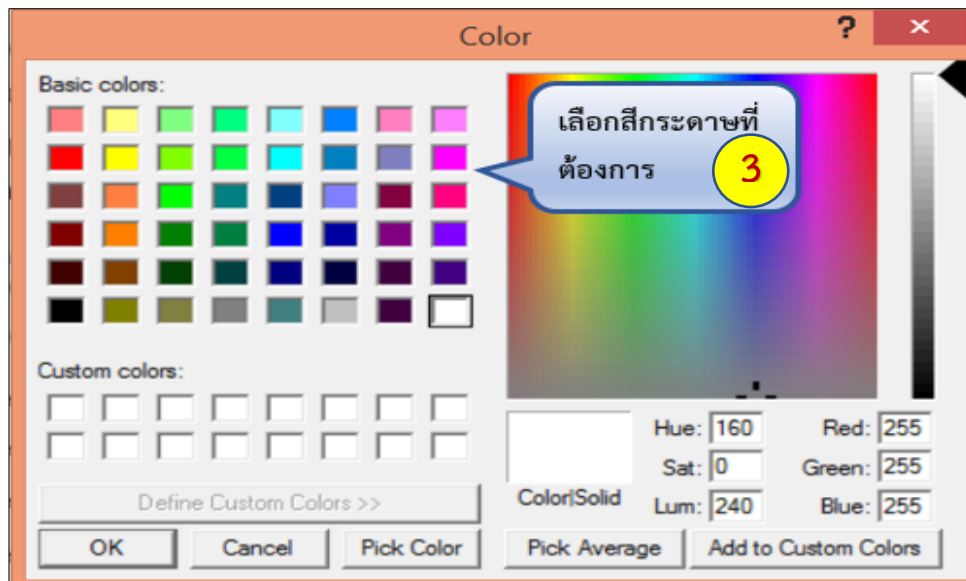 Color
?
×
Basic colors:
เลือกสีกระดาษที่
ต้องการ 3
Custom colors:
Define Custom Colors >>
OK Cancel Pick Color
Color|Solid
Hue: 160 Red: 255
Sat: 0 Green: 255
Lum: 240 Blue: 255
Pick Average Add to Custom Colors